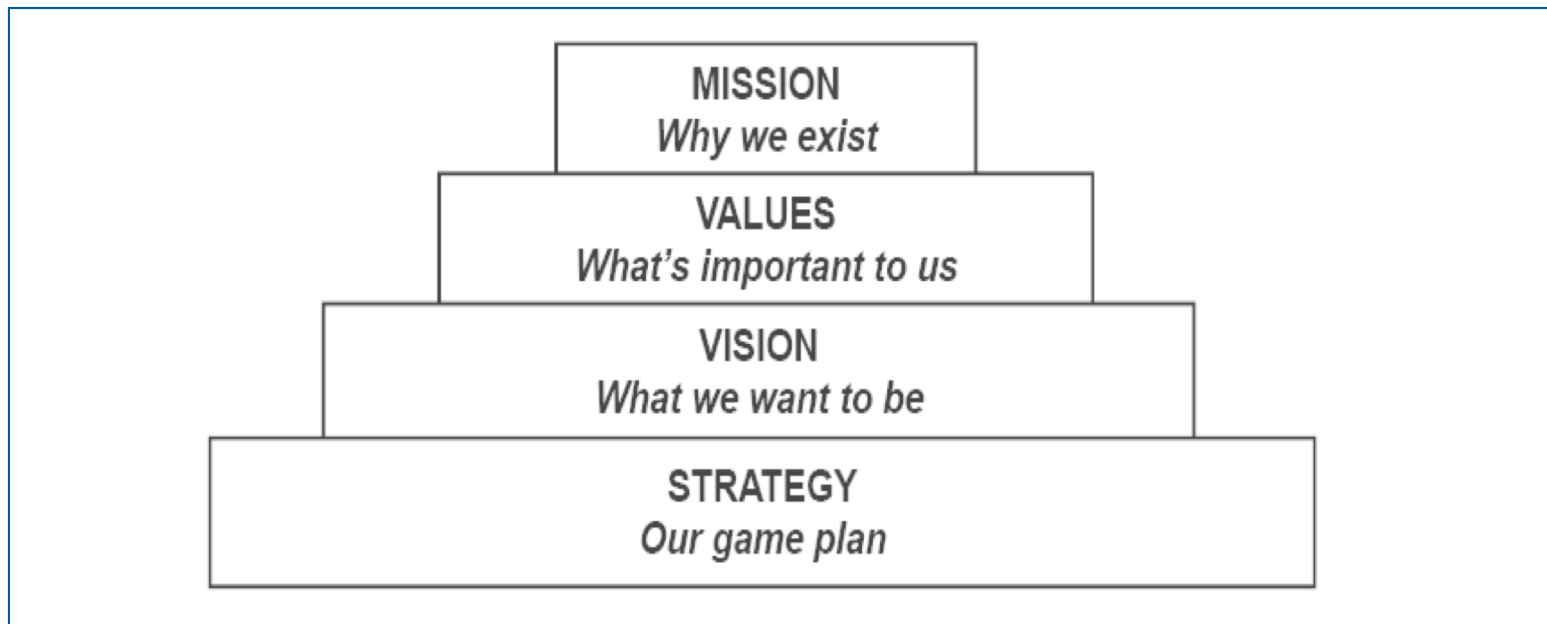 MISSION
Why we exist
VALUES
What’s important to us
VISION
What we want to be
STRATEGY
Our game plan